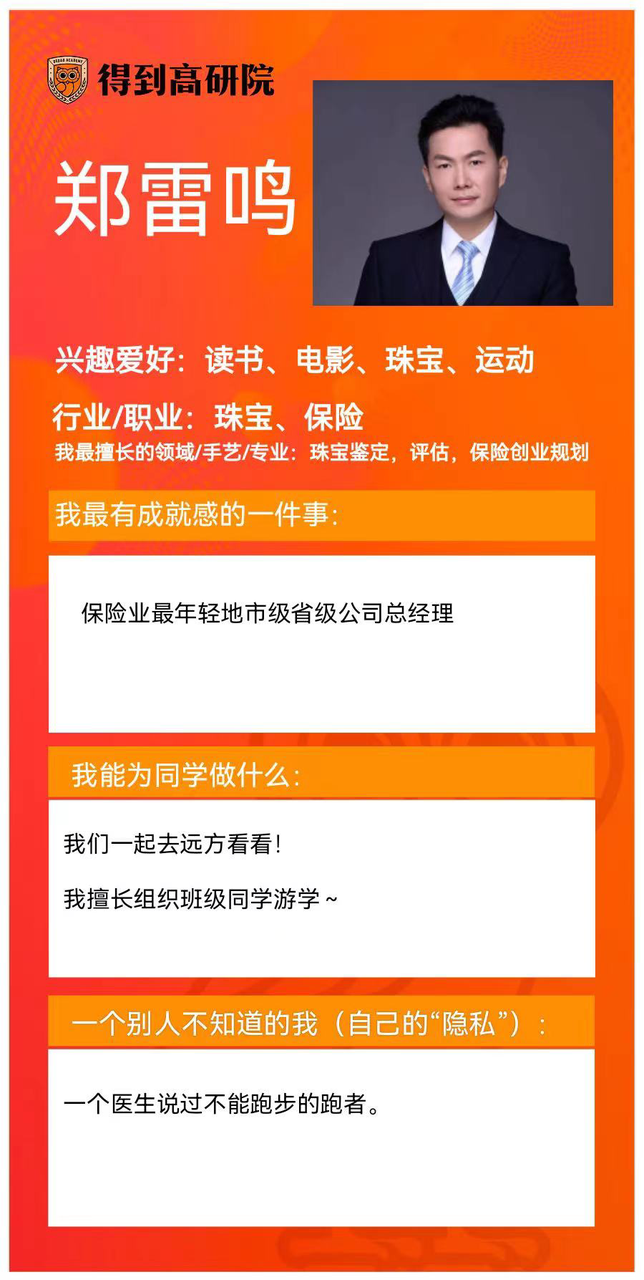 得到高研院
郑雷鸣
兴趣爱好：读书、电影、珠宝、运动
行业/职业：珠宝、保险
我最擅长的领域/手艺/专业：珠宝鉴定，评估，保险创业规划
我最有成就感的一件事：
保险业最年轻地市级省级公司总经理
我能为同学做什么：
我们一起去远方看看！
我擅长组织班级同学游学～
一个别人不知道的我（自己的“隐私”）：
一个医生说过不能跑步的跑者。